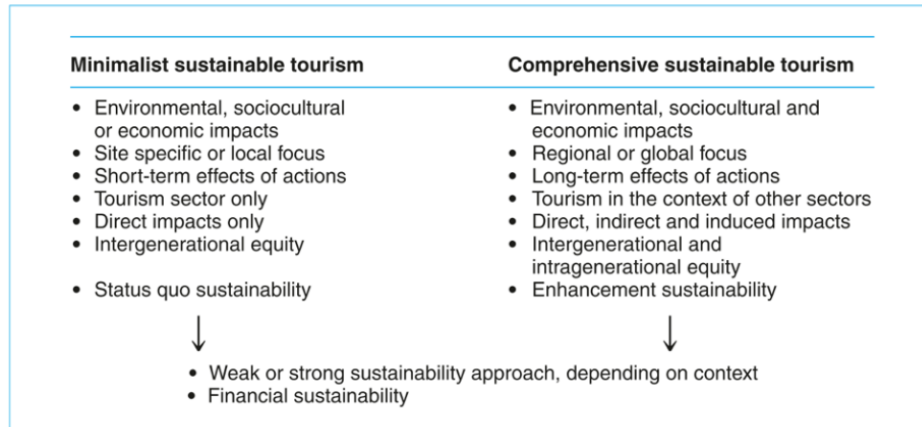 Minimalist sustainable tourism
• Environmental, sociocultural
or economic impacts
• Site specific or local focus
• Short-term effects of actions
• Tourism sector only
• Direct impacts only
• Intergenerational equity
• Status quo sustainability
Comprehensive sustainable tourism
• Environmental, sociocultural and
economic impacts
• Regional or global focus
• Long-term effects of actions
• Tourism in the context of other sectors
• Direct, indirect and induced impacts
• Intergenerational and
intragenerational equity
• Enhancement sustainability
• Weak or strong sustainability approach, depending on context
• Financial sustainability